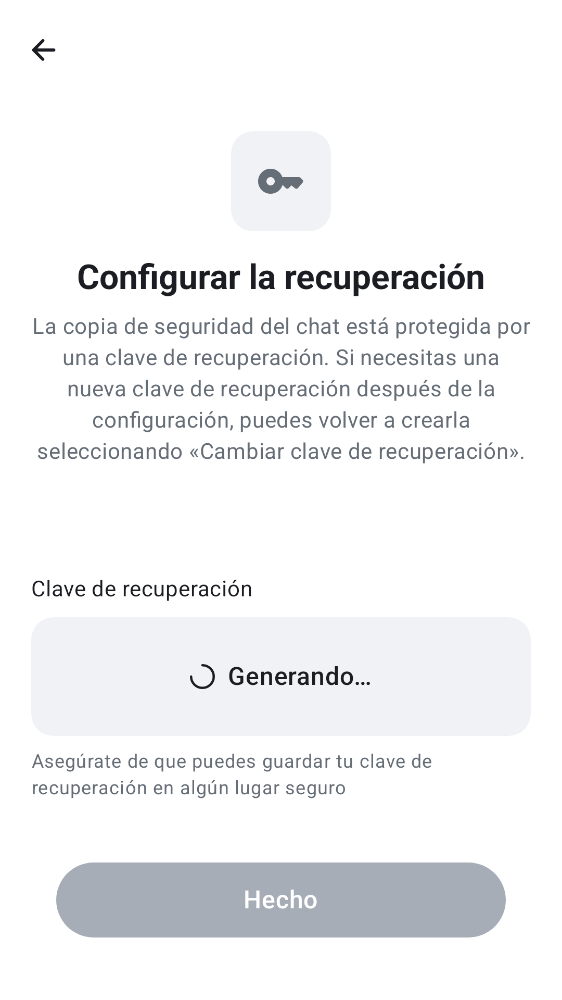 Configurar la recuperación
La copia de seguridad del chat está protegida por
una clave de recuperación. Si necesitas una
nueva clave de recuperación después de la
configuración, puedes volver a crearla
seleccionando «Cambiar clave de recuperación».
Clave de recuperación
Generando…
Asegúrate de que puedes guardar tu clave de
recuperación en algún lugar seguro
Hecho